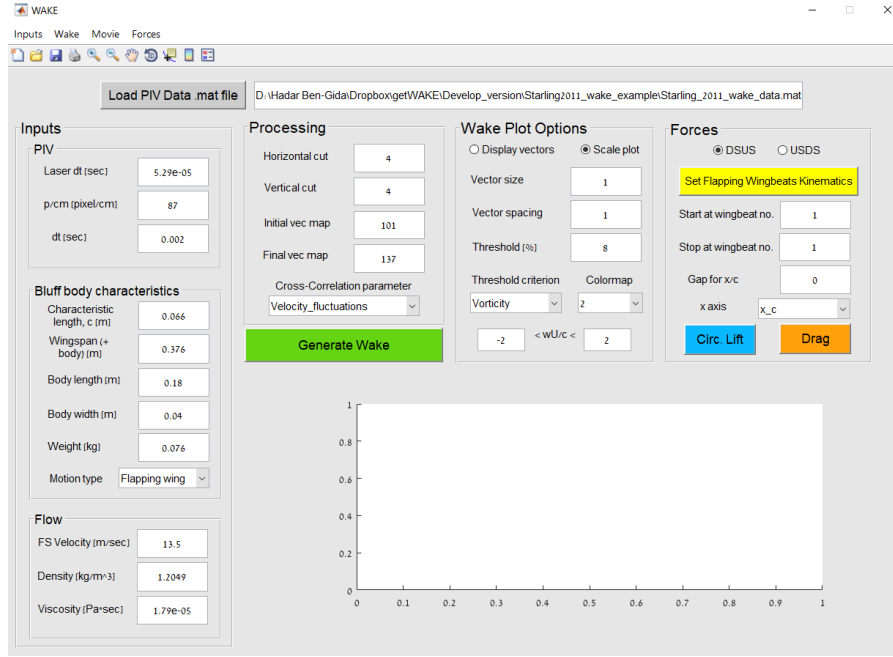 WAKE
Inputs Wake Movie Forces
Load PIV Data .mat file
D:\Hadar Ben-Gida\Dropbox\getWAKE\Develop_version\Starling2011_wake_example\Starling_2011_wake_data.mat
Inputs
PIV
Laser dt [sec]
5.29e-05
p/cm [pixel/cm]
87
dt [sec]
0.002
Bluff body characteristics
Characteristic
length, c [m]
0.066
Wingspan (+
body) [m]
0.376
Body length [m]
0.18
Body width [m]
0.04
Weight [kg]
0.076
Motion type
Flapping wing
Flow
FS Velocity [m/sec]
13.5
Density [kg/m^3]
1.2049
Viscosity [Pa*sec]
1.79e-05
Processing
Horizontal cut
4
Vertical cut
4
Initial vec map
101
Final vec map
137
Cross-Correlation parameter
Velocity_fluctuations
Generate Wake
Wake Plot Options
Display vectors
Scale plot
Vector size
1
Vector spacing
1
Threshold [%]
8
Threshold criterion
Colormap
Vorticity
2
-2
< wU/c <
2
Forces
DSUS
USDS
Set Flapping Wingbeats Kinematics
Start at wingbeat no.
1
Stop at wingbeat no.
1
Gap for x/c
0
x axis
x_c
Circ. Lift
Drag
1
0.8
0.6
0.4
0.2
0
0 0.1 0.2 0.3 0.4 0.5 0.6 0.7 0.8 0.9 1